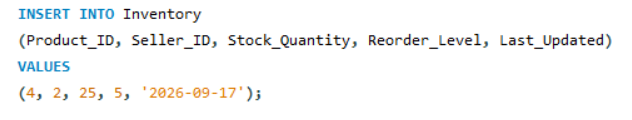 INSERT INTO Inventory
(Product_ID, Seller_ID, Stock_Quantity, Reorder_Level, Last_Updated)
VALUES
(4, 2, 25, 5, '2026-09-17');